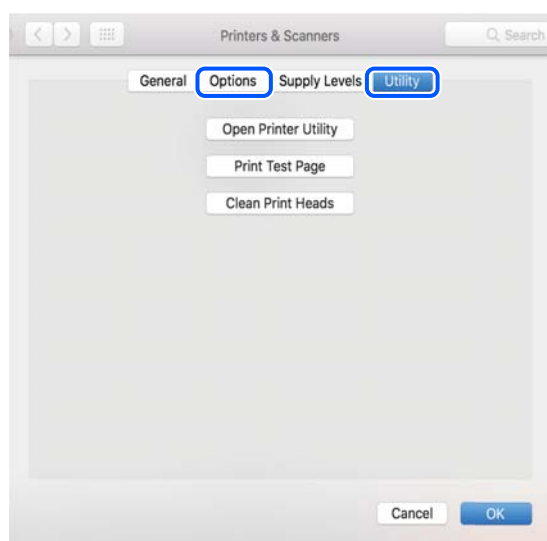 Printers & Scanners Search
General Options Supply Levels Utility
Open Printer Utility
Print Test Page
Clean Print Heads
Cancel OK